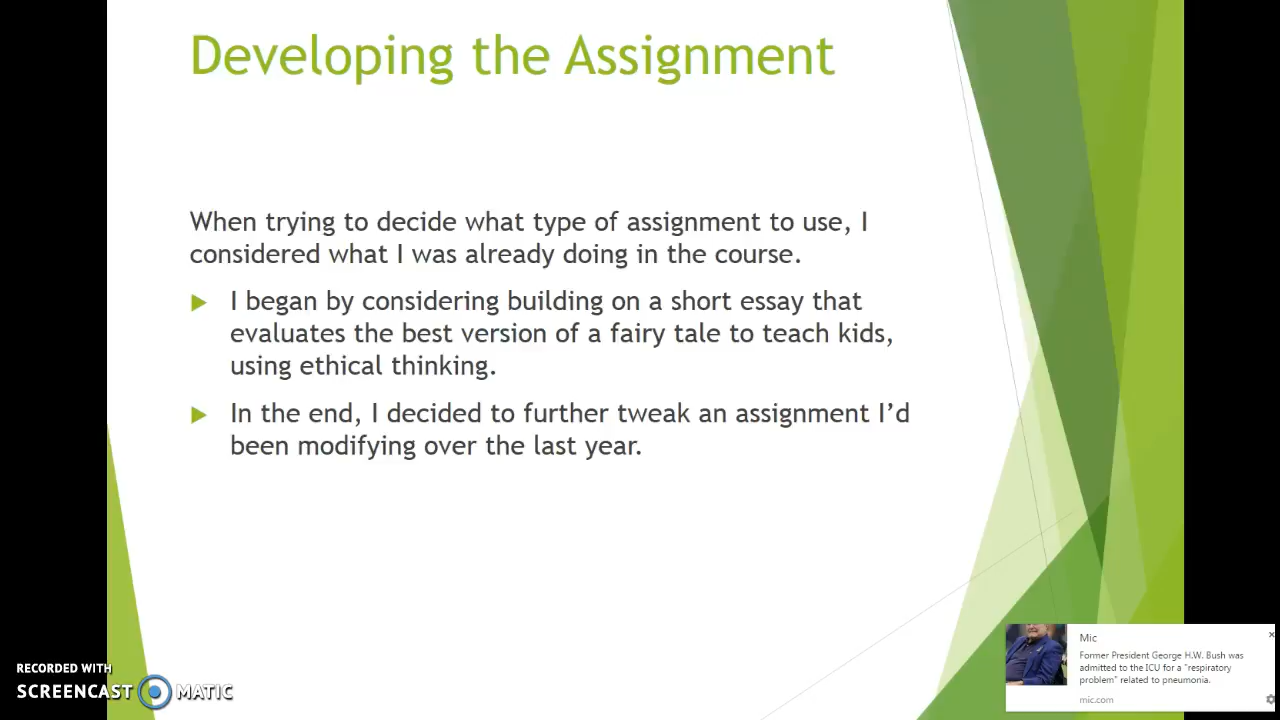 Developing the Assignment
When trying to decide what type of assignment to use, I
considered what I was already doing in the course.
I began by considering building on a short essay that
evaluates the best version of a fairy tale to teach kids,
using ethical thinking.
In the end, I decided to further tweak an assignment I’d
been modifying over the last year.
Mic
Former President George H.W. Bush was
admitted to the ICU for a "respiratory
problem" related to pneumonia.
mic.com
RECORDED WITH
SCREENCAST MATIC